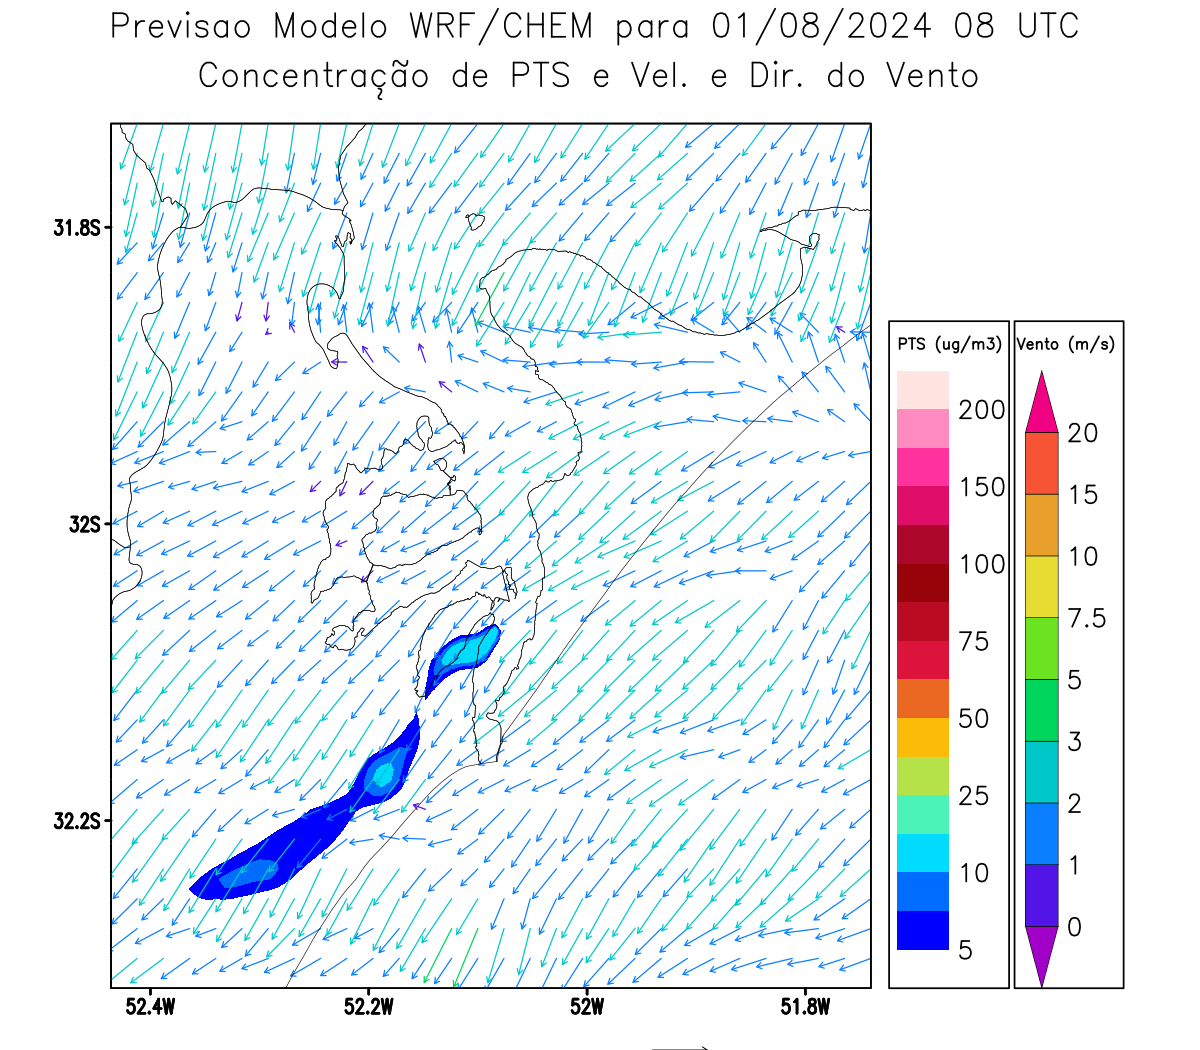 Previsao Modelo WRF/CHEM para 01/08/2024 08 UTC
Concentração de PTS e Vel. e Dir. do Vento
31.8S
32S
32.2S
52.4W
52.2W
52W
51.8W
PTS (ug/m3)
200
150
100
75
50
25
10
5
Vento (m/s)
20
15
10
7.5
5
3
2
1
0